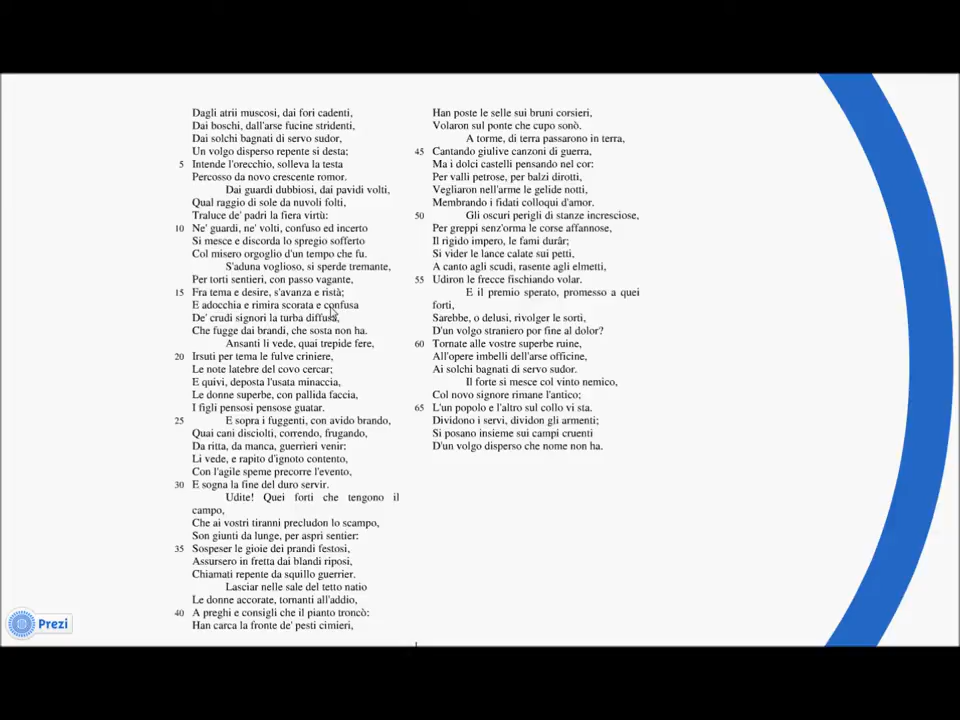 Dagli atrii muscosi, dai fori cadenti,
Dai boschi, dall'arse fucine stridenti,
Dai solchi bagnati di servo sudor,
Un volgo disperso repente si desta;
5 Intende l'orecchio, solleva la testa
Percosso da novo crescente romor.
Dai guardi dubbiosi, dai pavidi volti,
Qual raggio di sole da nuvoli folti,
Traluce de' padri la fiera virtù:
10 Ne' guardi, ne' volti, confuso ed incerto
Si mesce e discorda lo spregio sofferto
Col misero orgoglio d'un tempo che fu.
S'aduna voglioso, si sperde tremante,
Per torti sentieri, con passo vagante,
15 Fra tema e desire, s'avanza e ristà;
E adocchia e rimira scorata e confusa
De' crudi signori la turba diffusa,
Che fugge dai brandi, che sosta non ha.
Ansanti li vede, quai trepide fere,
20 Irsuti per tema le fulve criniere,
Le note latebre del covo cercar;
E quivi, deposta l'usata minaccia,
Le donne superbe, con pallida faccia,
I figli pensosi pensose guatar.
25 E sopra i fuggenti, con avido brando,
Quai cani disciolti, correndo, frugando,
Da ritta, da manca, guerrieri venir:
Li vede, e rapito d'ignoto contento,
Con l'agile speme precorre l'evento,
30 E sogna la fine del duro servir.
Udite! Quei forti che tengono il
campo,
Che ai vostri tiranni precludon lo scampo,
Son giunti da lunge, per aspri sentier:
35 Sospeser le gioie dei prandi festosi,
Assursero in fretta dai blandi riposi,
Chiamati repente da squillo guerrier.
Lasciar nelle sale del tetto natio
Le donne accorate, tornanti all'addio,
40 A preghi e consigli che il pianto troncò:
Han carca la fronte de' pesti cimieri,
Han poste le selle sui bruni corsieri,
Volaron sul ponte che cupo sonò.
A torme, di terra passarono in terra,
45 Cantando giulive canzoni di guerra,
Ma i dolci castelli pensando nel cor:
Per valli petrose, per balzi dirotti,
Vegliaron nell'arme le gelide notti,
Membrando i fidati colloqui d'amor.
50 Gli oscuri perigli di stanze incresciose,
Per greppi senz'orma le corse affannose,
Il rigido impero, le fami durâr;
Si vider le lance calate sui petti,
A canto agli scudi, rasente agli elmetti,
55 Udiron le frecce fischiando volar.
E il premio sperato, promesso a quei
forti,
Sarebbe, o delusi, rivolger le sorti,
D'un volgo straniero por fine al dolor?
60 Tornate alle vostre superbe ruine,
All'opere imbelli dell'arse officine,
Ai solchi bagnati di servo sudor.
Il forte si mesce col vinto nemico,
Col novo signore rimane l'antico;
65 L'un popolo e l'altro sul collo vi sta.
Dividono i servi, dividon gli armenti;
Si posano insieme sui campi cruenti
D'un volgo disperso che nome non ha.
Prezi